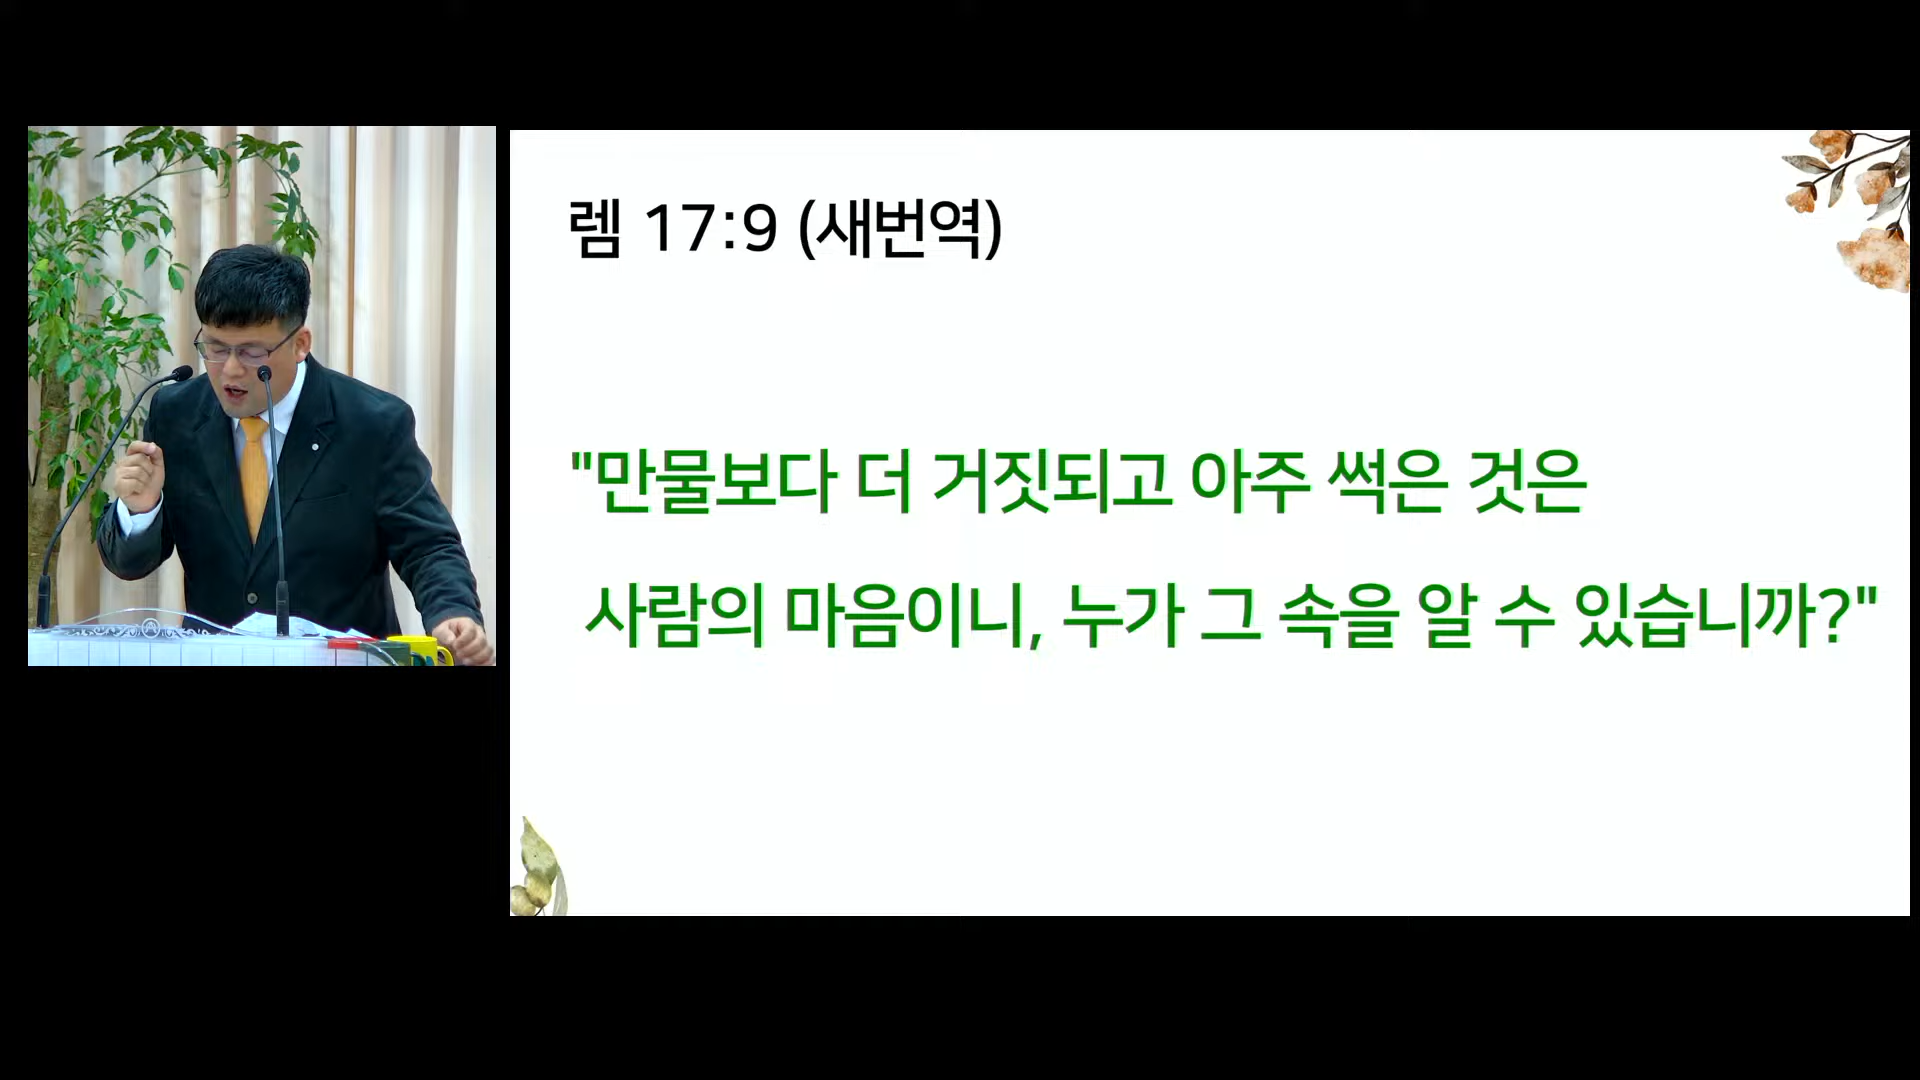 렘 17:9 (새번역)
"만물보다 더 거짓되고 아주 썩은 것은
사람의 마음이니, 누가 그 속을 알 수 있습니까?"